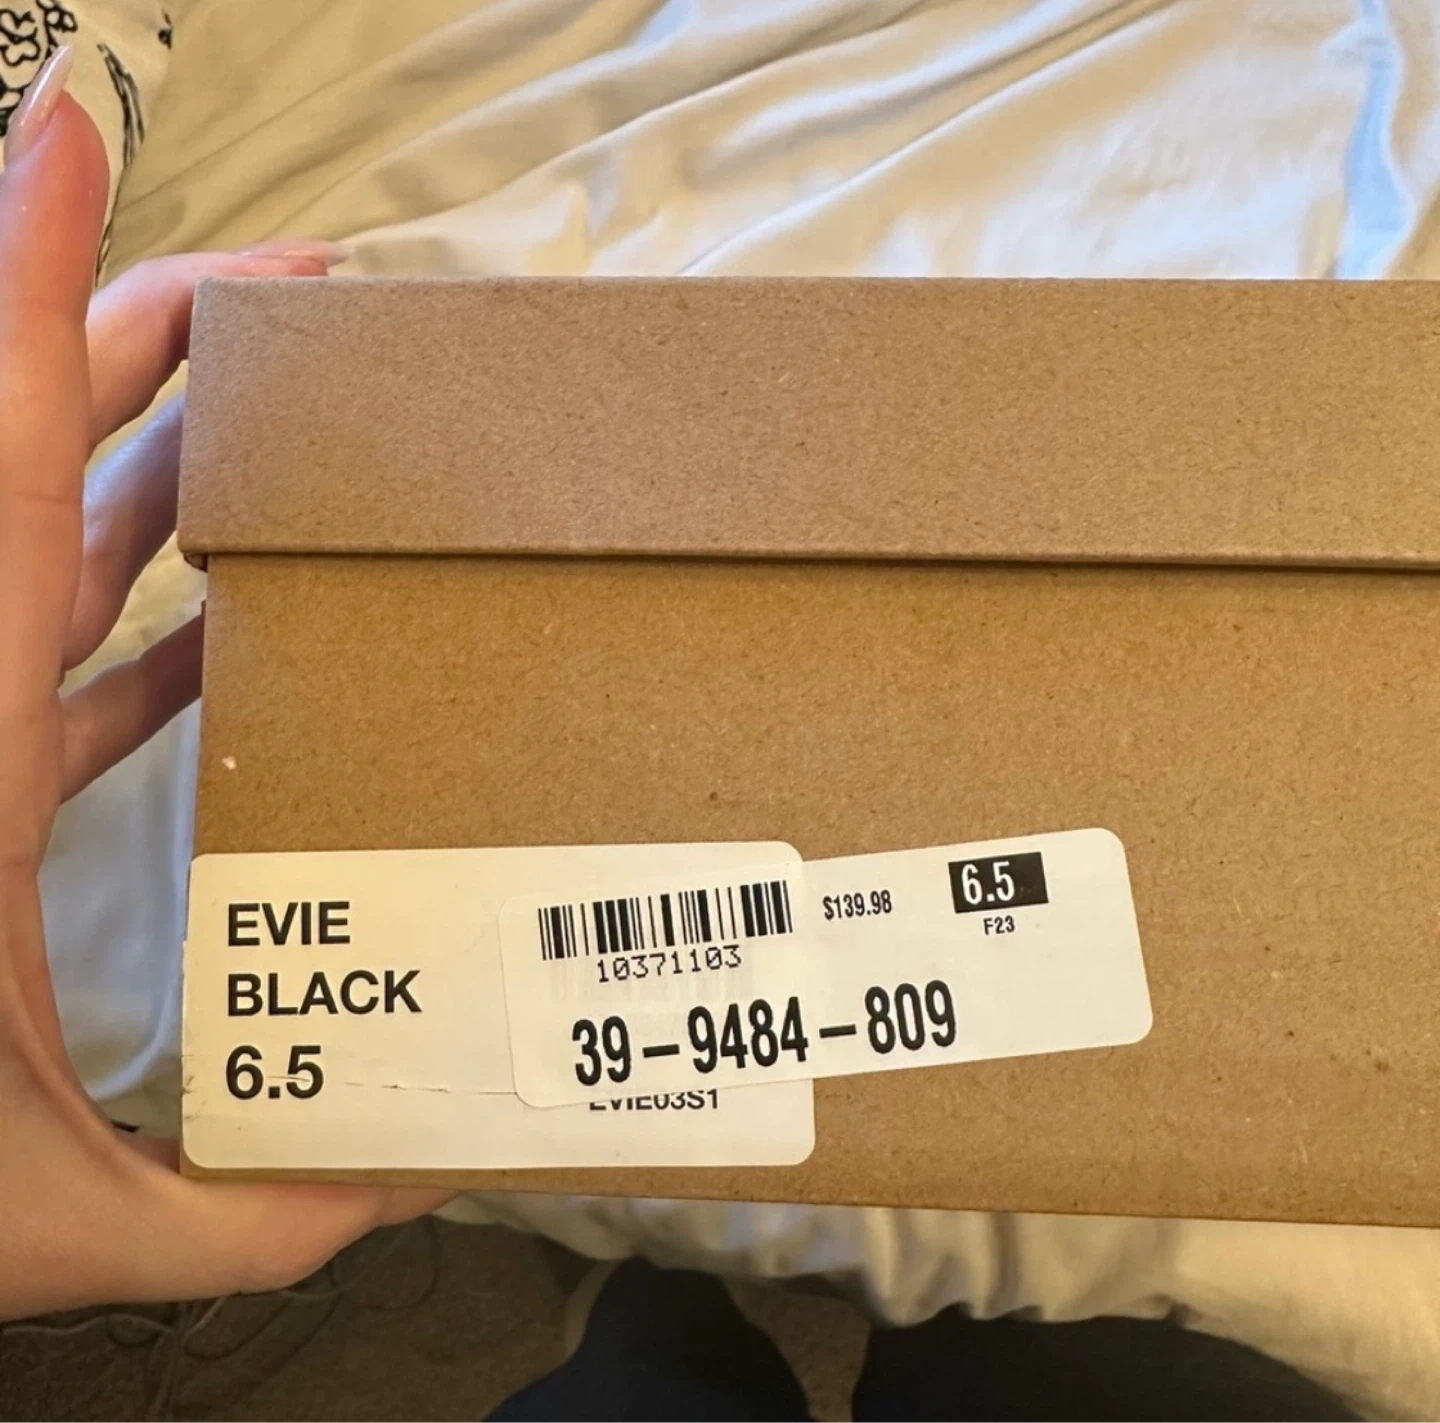 EVIE
BLACK
6.5
10371103
$139.98
6.5
F23
39-9484-809
EVIE03S1